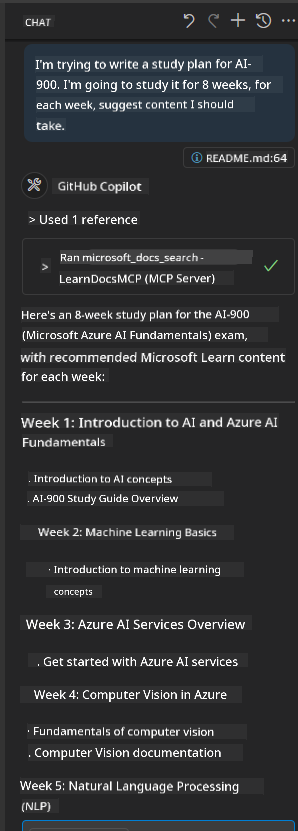 CHAT
I'm trying to write a study plan for AI-
900. I'm going to study it for 8 weeks, for
each week, suggest content I should
take.
README.md:64
GitHub Copilot
> Used 1 reference
> Ran microsoft_docs_search -
LearnDocsMCP (MCP Server)
Here's an 8-week study plan for the AI-900
(Microsoft Azure AI Fundamentals) exam,
with recommended Microsoft Learn content
for each week:
Week 1: Introduction to AI and Azure AI
Fundamentals
. Introduction to AI concepts
. AI-900 Study Guide Overview
Week 2: Machine Learning Basics
· Introduction to machine learning
concepts
Week 3: Azure AI Services Overview
. Get started with Azure AI services
Week 4: Computer Vision in Azure
· Fundamentals of computer vision
. Computer Vision documentation
Week 5: Natural Language Processing
(NLP)